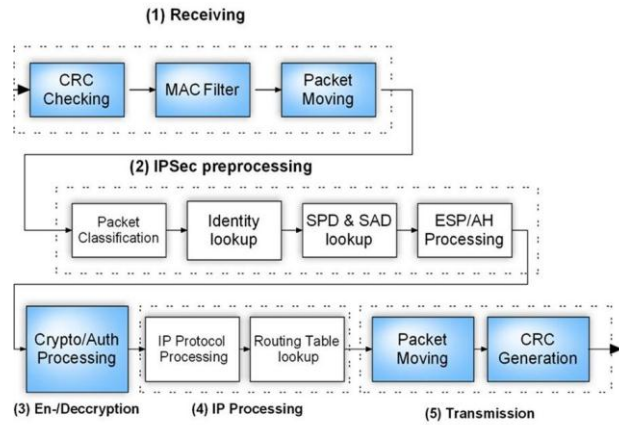 (1) Receiving
CRC
Checking
MAC Filter
Packet
Moving
(2) IPSec preprocessing
Packet
Classification
Identity
lookup
SPD & SAD
lookup
ESP/AH
Processing
Crypto/Auth
Processing
IP Protocol
Processing
Routing Table
lookup
Packet
Moving
CRC
Generation
(3) En-/Deccryption
(4) IP Processing
(5) Transmission